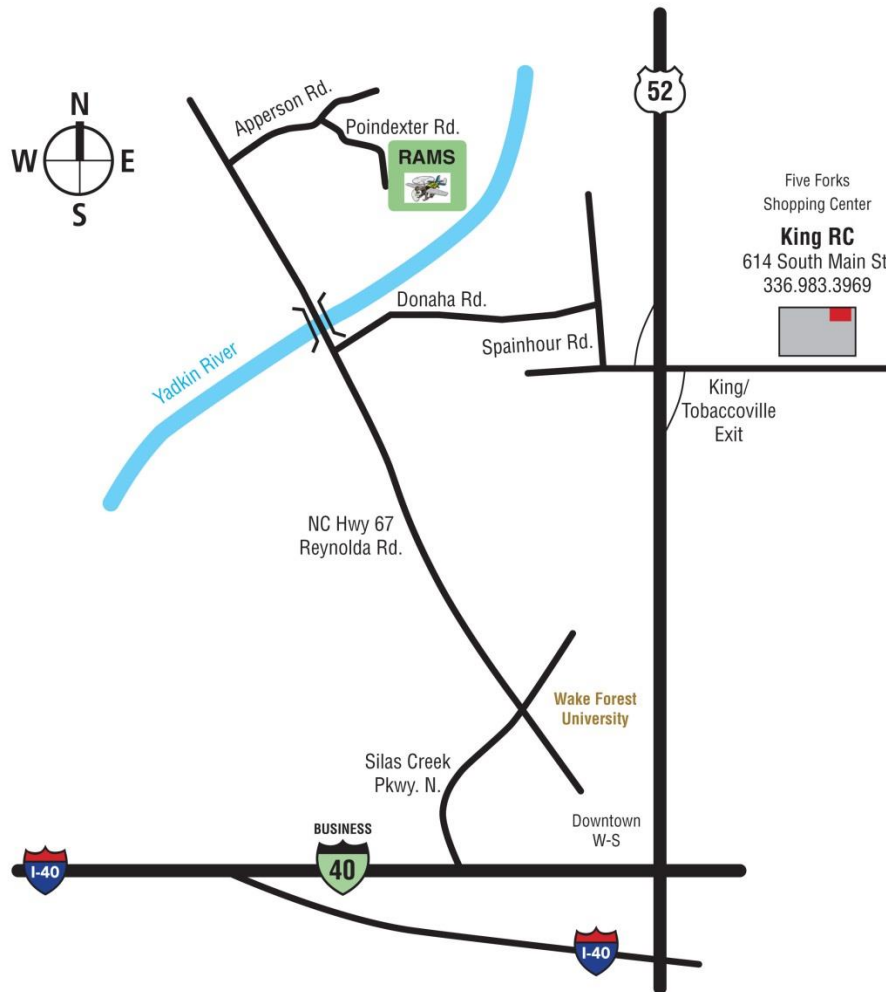 N
W E
S
Apperson Rd.
Poindexter Rd.
RAMS
52
Five Forks
Shopping Center
King RC
614 South Main St
336.983.3969
Donaha Rd.
Spainhour Rd.
Yadkin River
King/
Tobaccoville
Exit
NC Hwy 67
Reynolda Rd.
Wake Forest
University
Silas Creek
Pkwy. N.
Downtown
W-S
BUSINESS
40
I-40
I-40